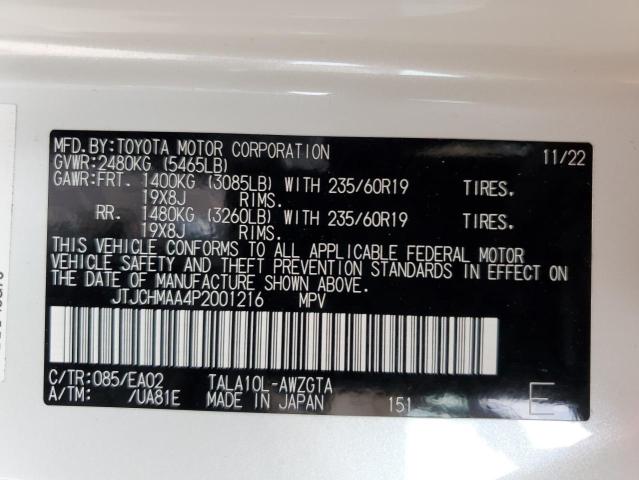 MFD.BY:TOYOTA MOTOR CORPORATION 11/22
GVWR:2480KG (5465LB)
GAWR:FRT. 1400KG (3085LB) WITH 235/60R19 TIRES.
19X8J RIMS.
RR. 1480KG (3260LB) WITH 235/60R19 TIRES.
19X8J RIMS.
THIS VEHICLE CONFORMS TO ALL APPLICABLE FEDERAL MOTOR
VEHICLE SAFETY AND THEFT PREVENTION STANDARDS IN EFFECT ON
THE DATE OF MANUFACTURE SHOWN ABOVE.
JTJCHMAA4P2001216 MPV
C/TR:085/EA02 TALA10L-AWZGTA
A/TM: /UA81E MADE IN JAPAN 151 E